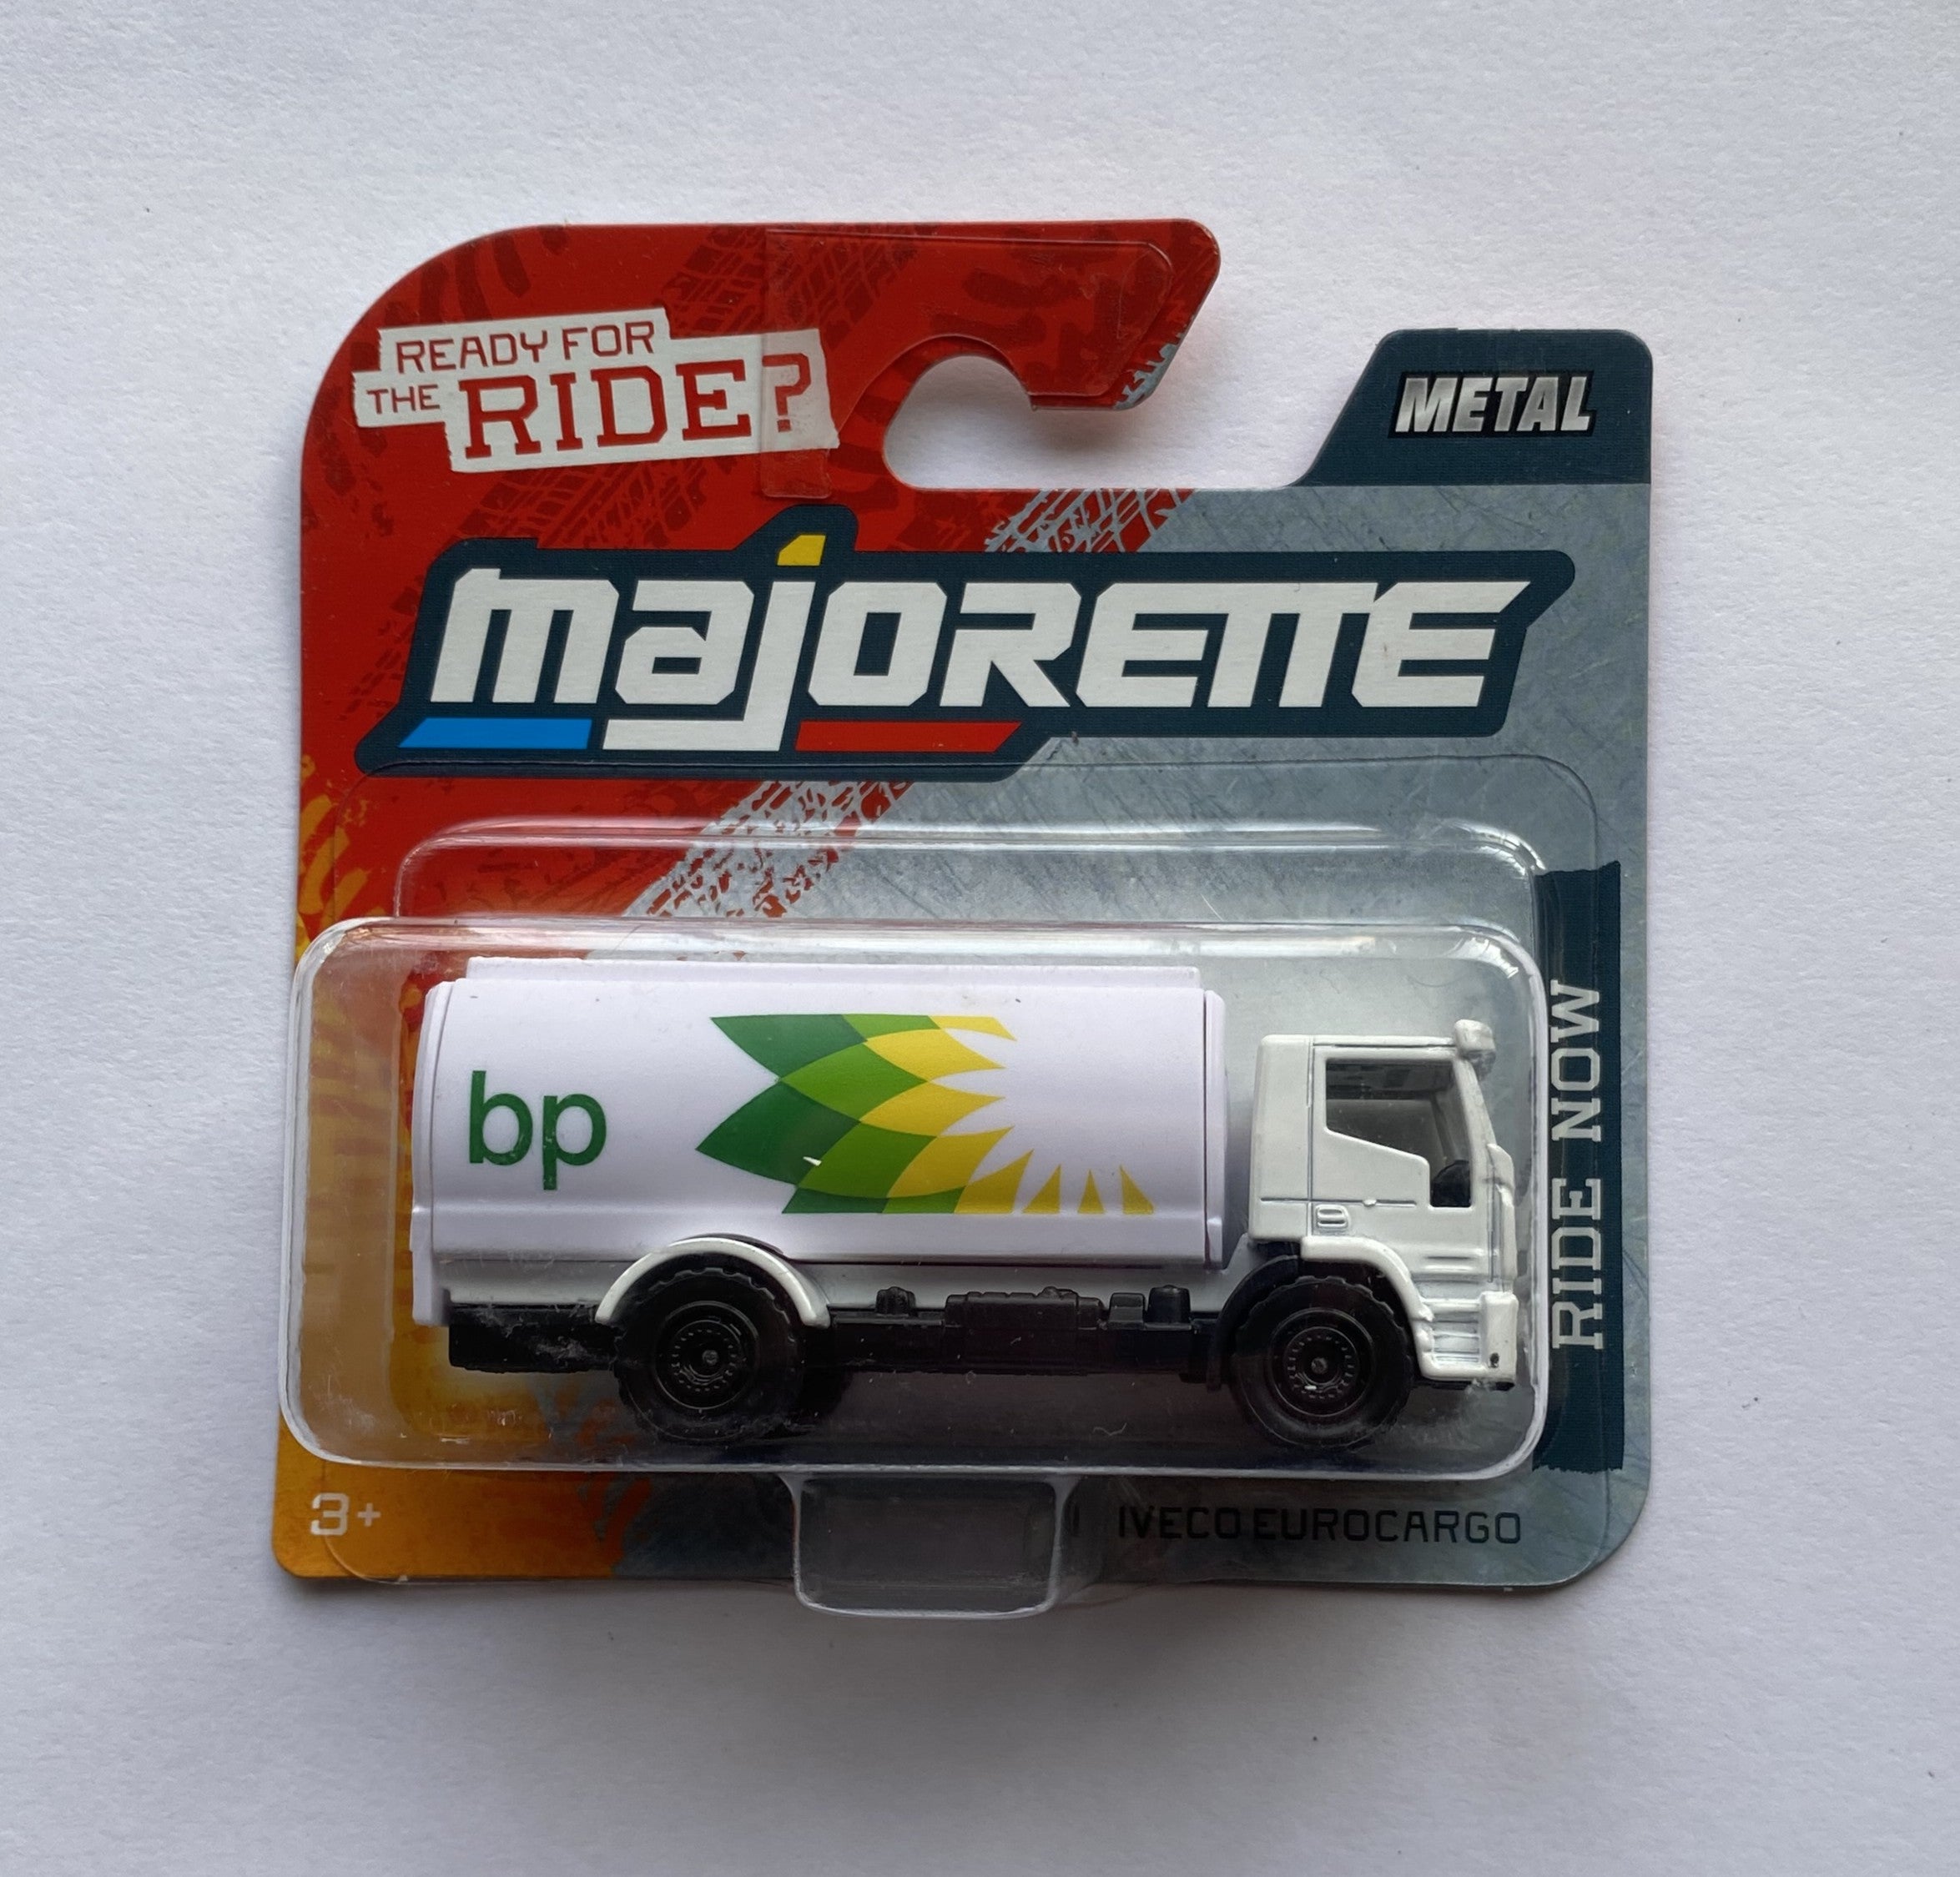 READY FOR
THE RIDE?
METAL
majorette
bp
RIDE NOW
3+
IVECO EUROCARGO